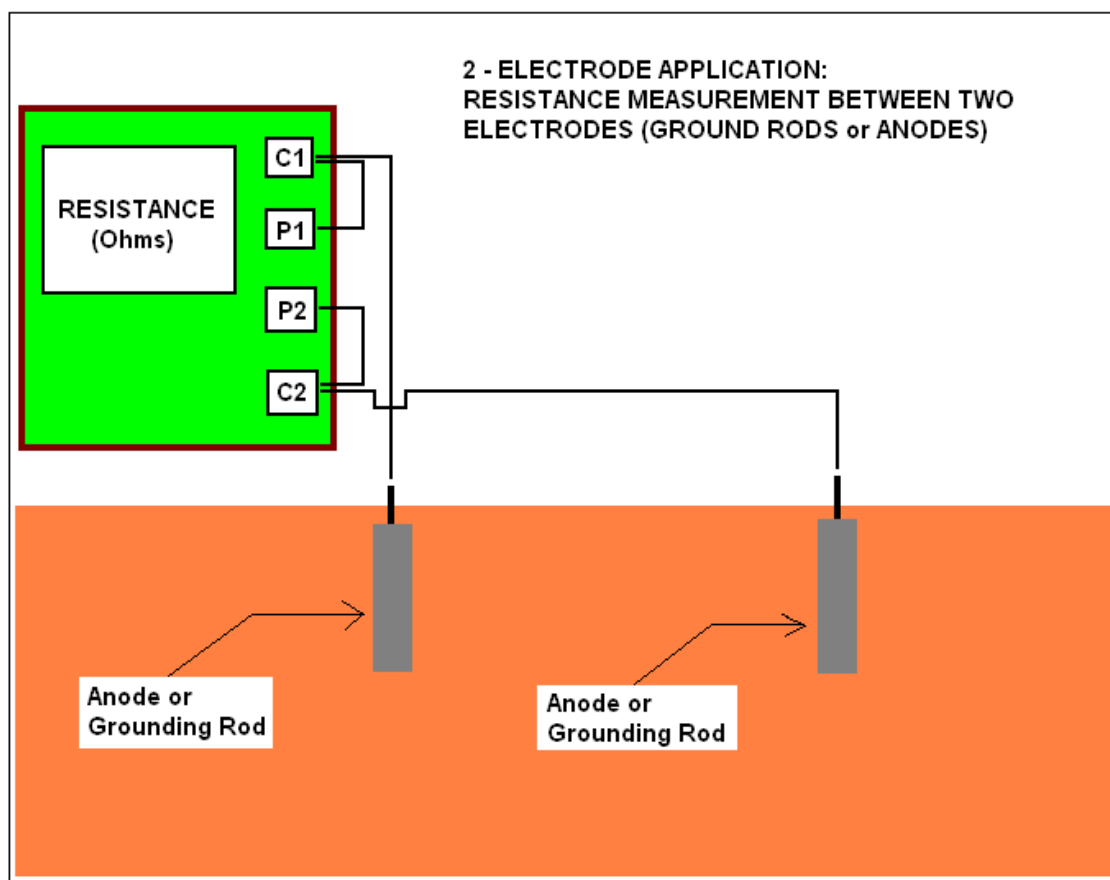 2 - ELECTRODE APPLICATION:
RESISTANCE MEASUREMENT BETWEEN TWO
ELECTRODES (GROUND RODS or ANODES)
RESISTANCE
(Ohms)
C1
P1
P2
C2
Anode or
Grounding Rod
Anode or
Grounding Rod